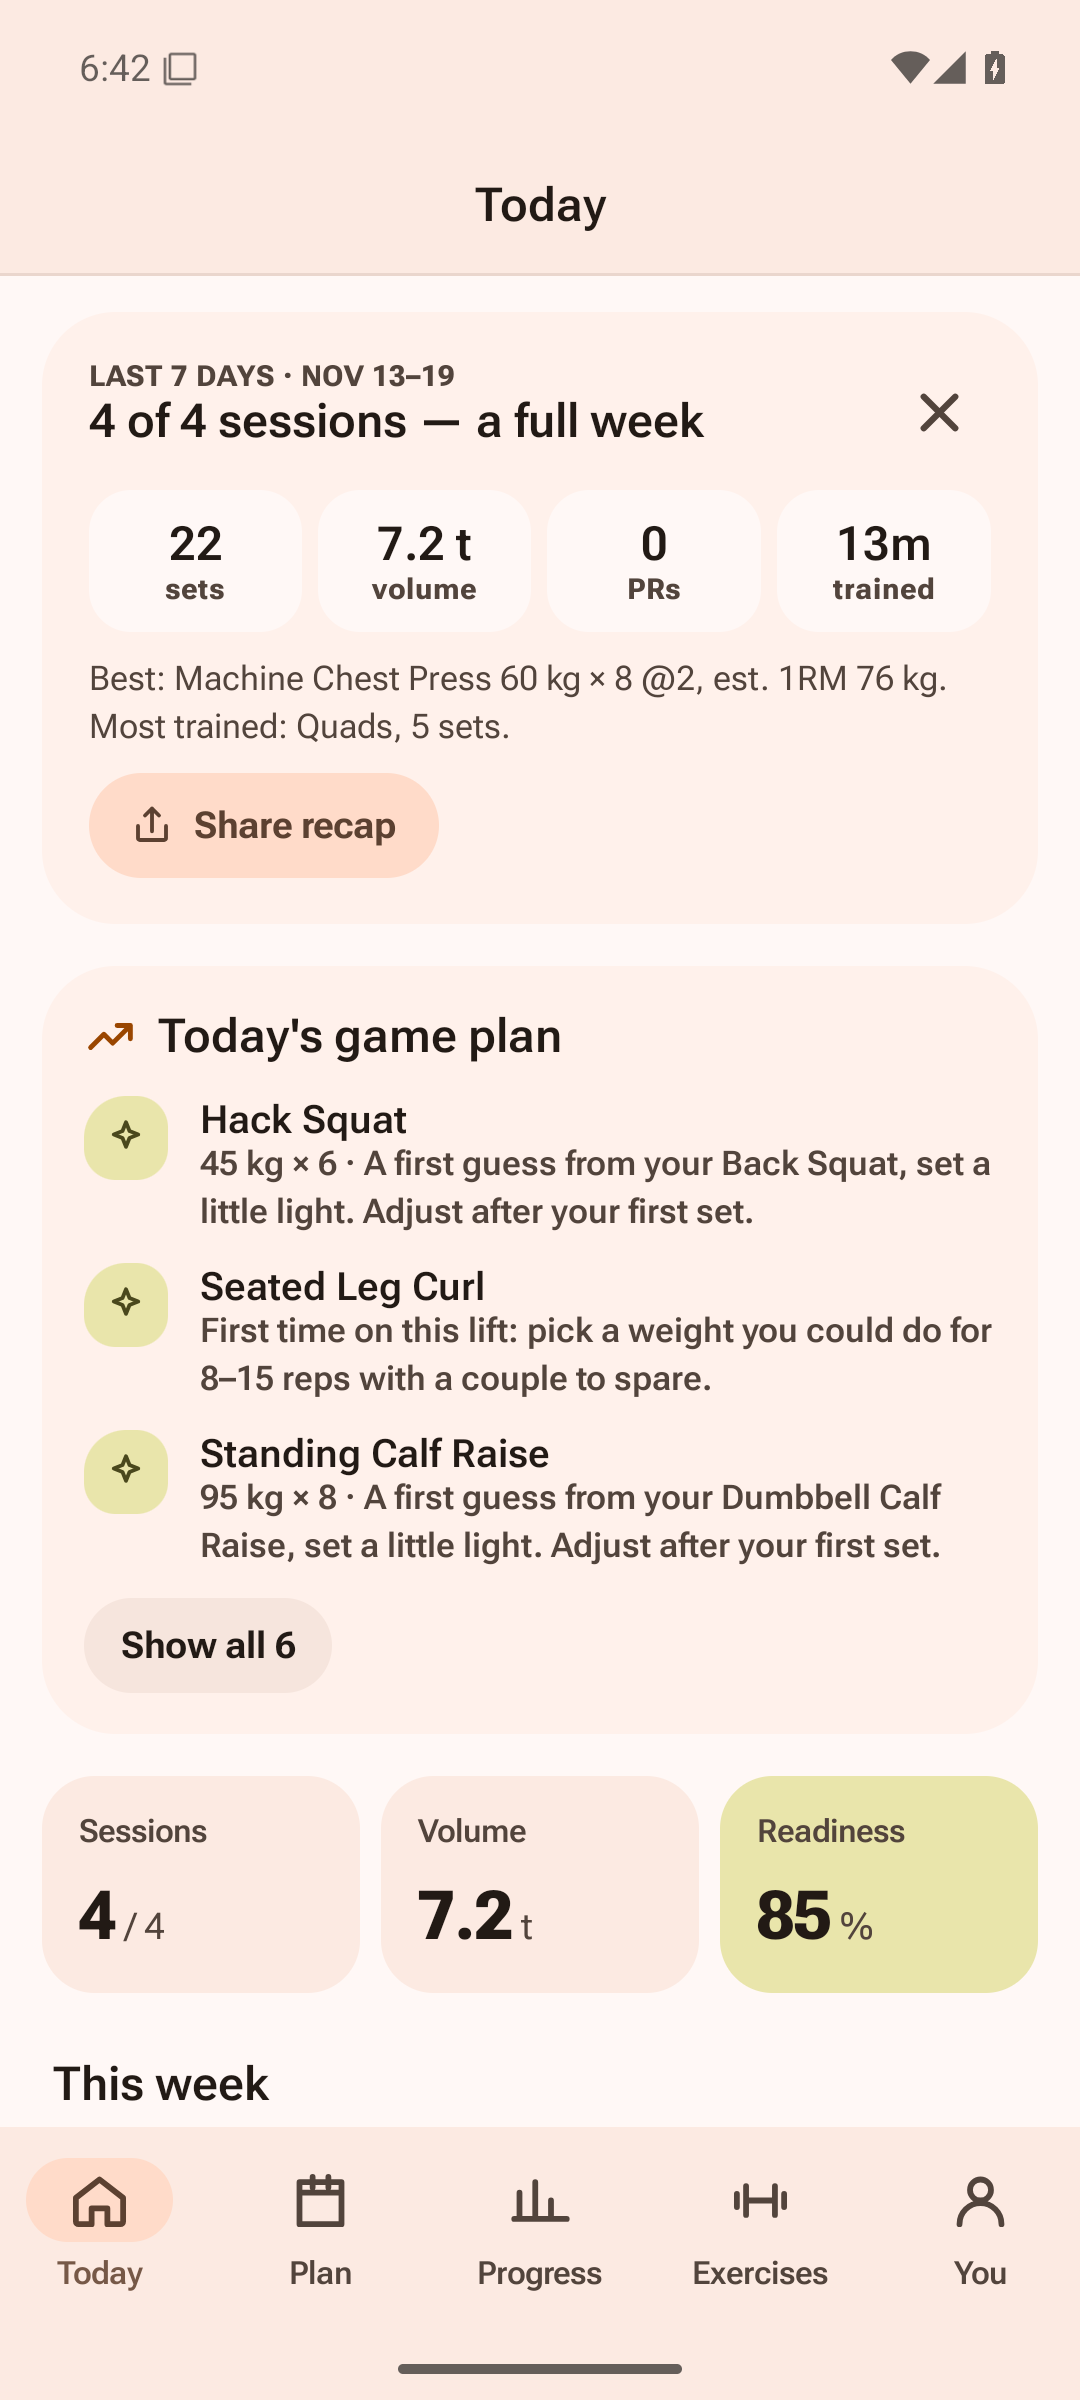 6:42
Today
LAST 7 DAYS · NOV 13–19
4 of 4 sessions — a full week
22
sets
7.2 t
volume
0
PRs
13m
trained
Best: Machine Chest Press 60 kg × 8 @2, est. 1RM 76 kg.
Most trained: Quads, 5 sets.
Share recap
Today's game plan
Hack Squat
45 kg × 6 · A first guess from your Back Squat, set a
little light. Adjust after your first set.
Seated Leg Curl
First time on this lift: pick a weight you could do for
8–15 reps with a couple to spare.
Standing Calf Raise
95 kg × 8 · A first guess from your Dumbbell Calf
Raise, set a little light. Adjust after your first set.
Show all 6
Sessions
4 / 4
Volume
7.2 t
Readiness
85 %
This week
Today
Plan
Progress
Exercises
You